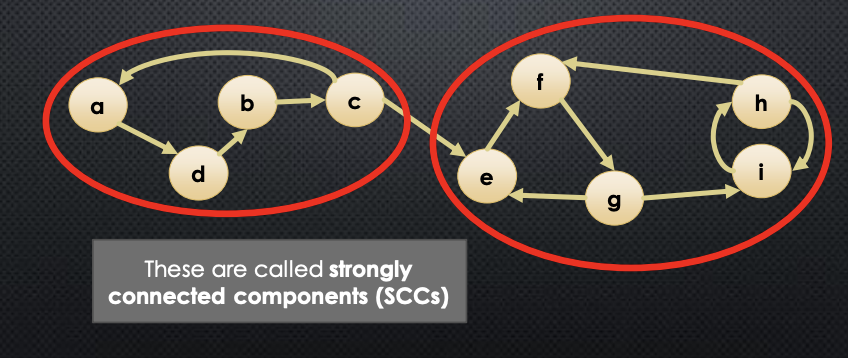 a
b
c
d
e
f
g
h
i
These are called strongly
connected components (SCCs)